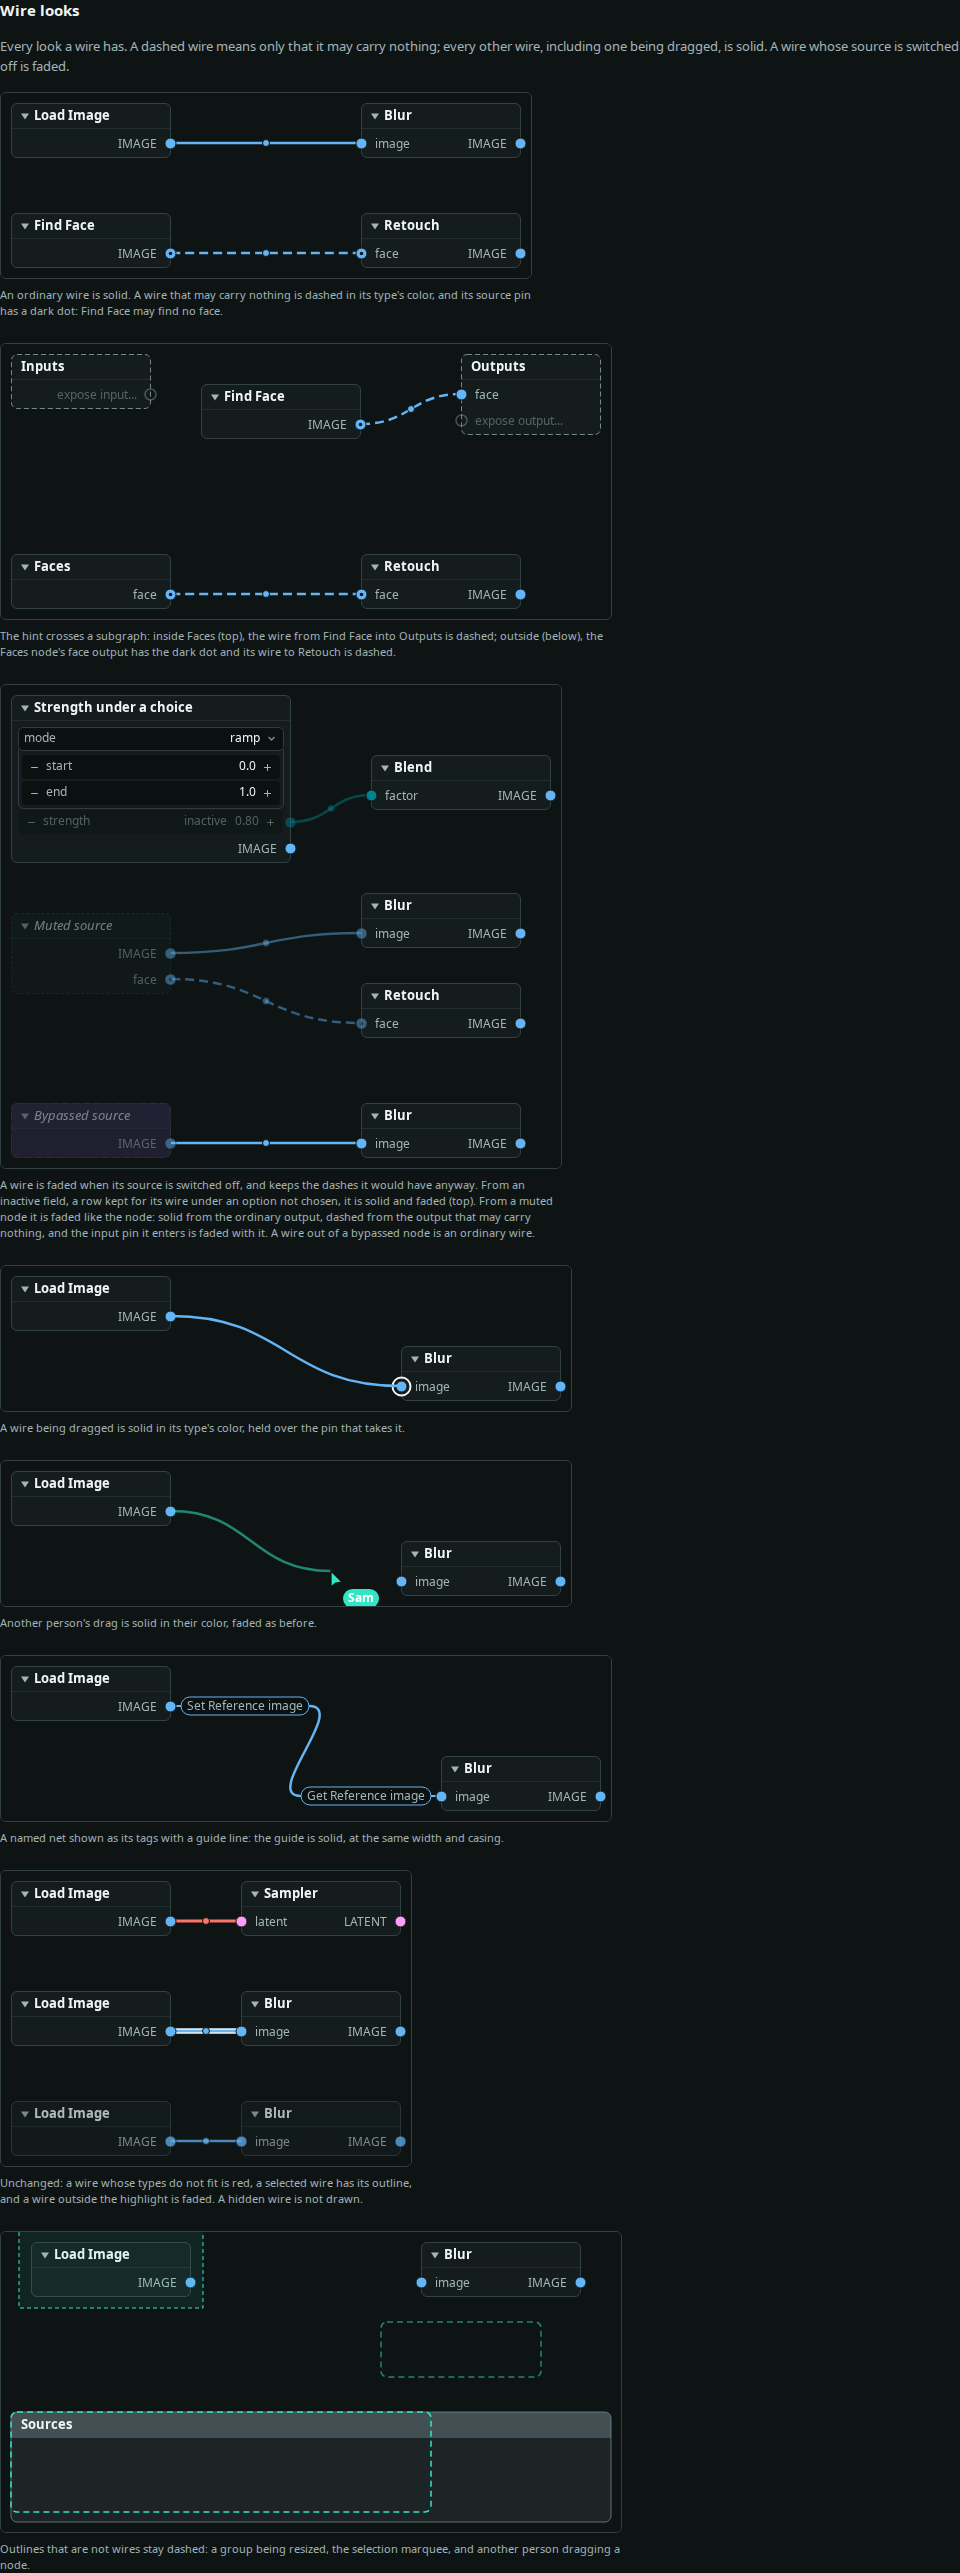 Wire looks
Every look a wire has. A dashed wire means only that it may carry nothing; every other wire, including one being dragged, is solid. A wire whose source is switched
off is faded.
Load Image
Blur
IMAGE
image
IMAGE
Find Face
Retouch
IMAGE
face
IMAGE
An ordinary wire is solid. A wire that may carry nothing is dashed in its type's color, and its source pin
has a dark dot: Find Face may find no face.
Inputs
Outputs
expose input...
Find Face
face
IMAGE
expose output...
Faces
Retouch
face
face
IMAGE
The hint crosses a subgraph: inside Faces (top), the wire from Find Face into Outputs is dashed; outside (below), the
Faces node's face output has the dark dot and its wire to Retouch is dashed.
Strength under a choice
mode
ramp
– start
0.0 +
Blend
– end
1.0 +
factor
IMAGE
– strength
inactive 0.80 +
IMAGE
Blur
Muted source
image
IMAGE
IMAGE
face
Retouch
face
IMAGE
Bypassed source
Blur
IMAGE
image
IMAGE
A wire is faded when its source is switched off, and keeps the dashes it would have anyway. From an
inactive field, a row kept for its wire under an option not chosen, it is solid and faded (top). From a muted
node it is faded like the node: solid from the ordinary output, dashed from the output that may carry
nothing, and the input pin it enters is faded with it. A wire out of a bypassed node is an ordinary wire.
Load Image
IMAGE
Blur
image
IMAGE
A wire being dragged is solid in its type's color, held over the pin that takes it.
Load Image
IMAGE
Blur
image
IMAGE
Sam
Another person's drag is solid in their color, faded as before.
Load Image
IMAGE
Set Reference image
Blur
Get Reference image
image
IMAGE
A named net shown as its tags with a guide line: the guide is solid, at the same width and casing.
Load Image
Sampler
IMAGE
latent
LATENT
Load Image
Blur
IMAGE
image
IMAGE
Load Image
Blur
IMAGE
image
IMAGE
Unchanged: a wire whose types do not fit is red, a selected wire has its outline,
and a wire outside the highlight is faded. A hidden wire is not drawn.
Load Image
Blur
IMAGE
image
IMAGE
Sources
Outlines that are not wires stay dashed: a group being resized, the selection marquee, and another person dragging a
node.